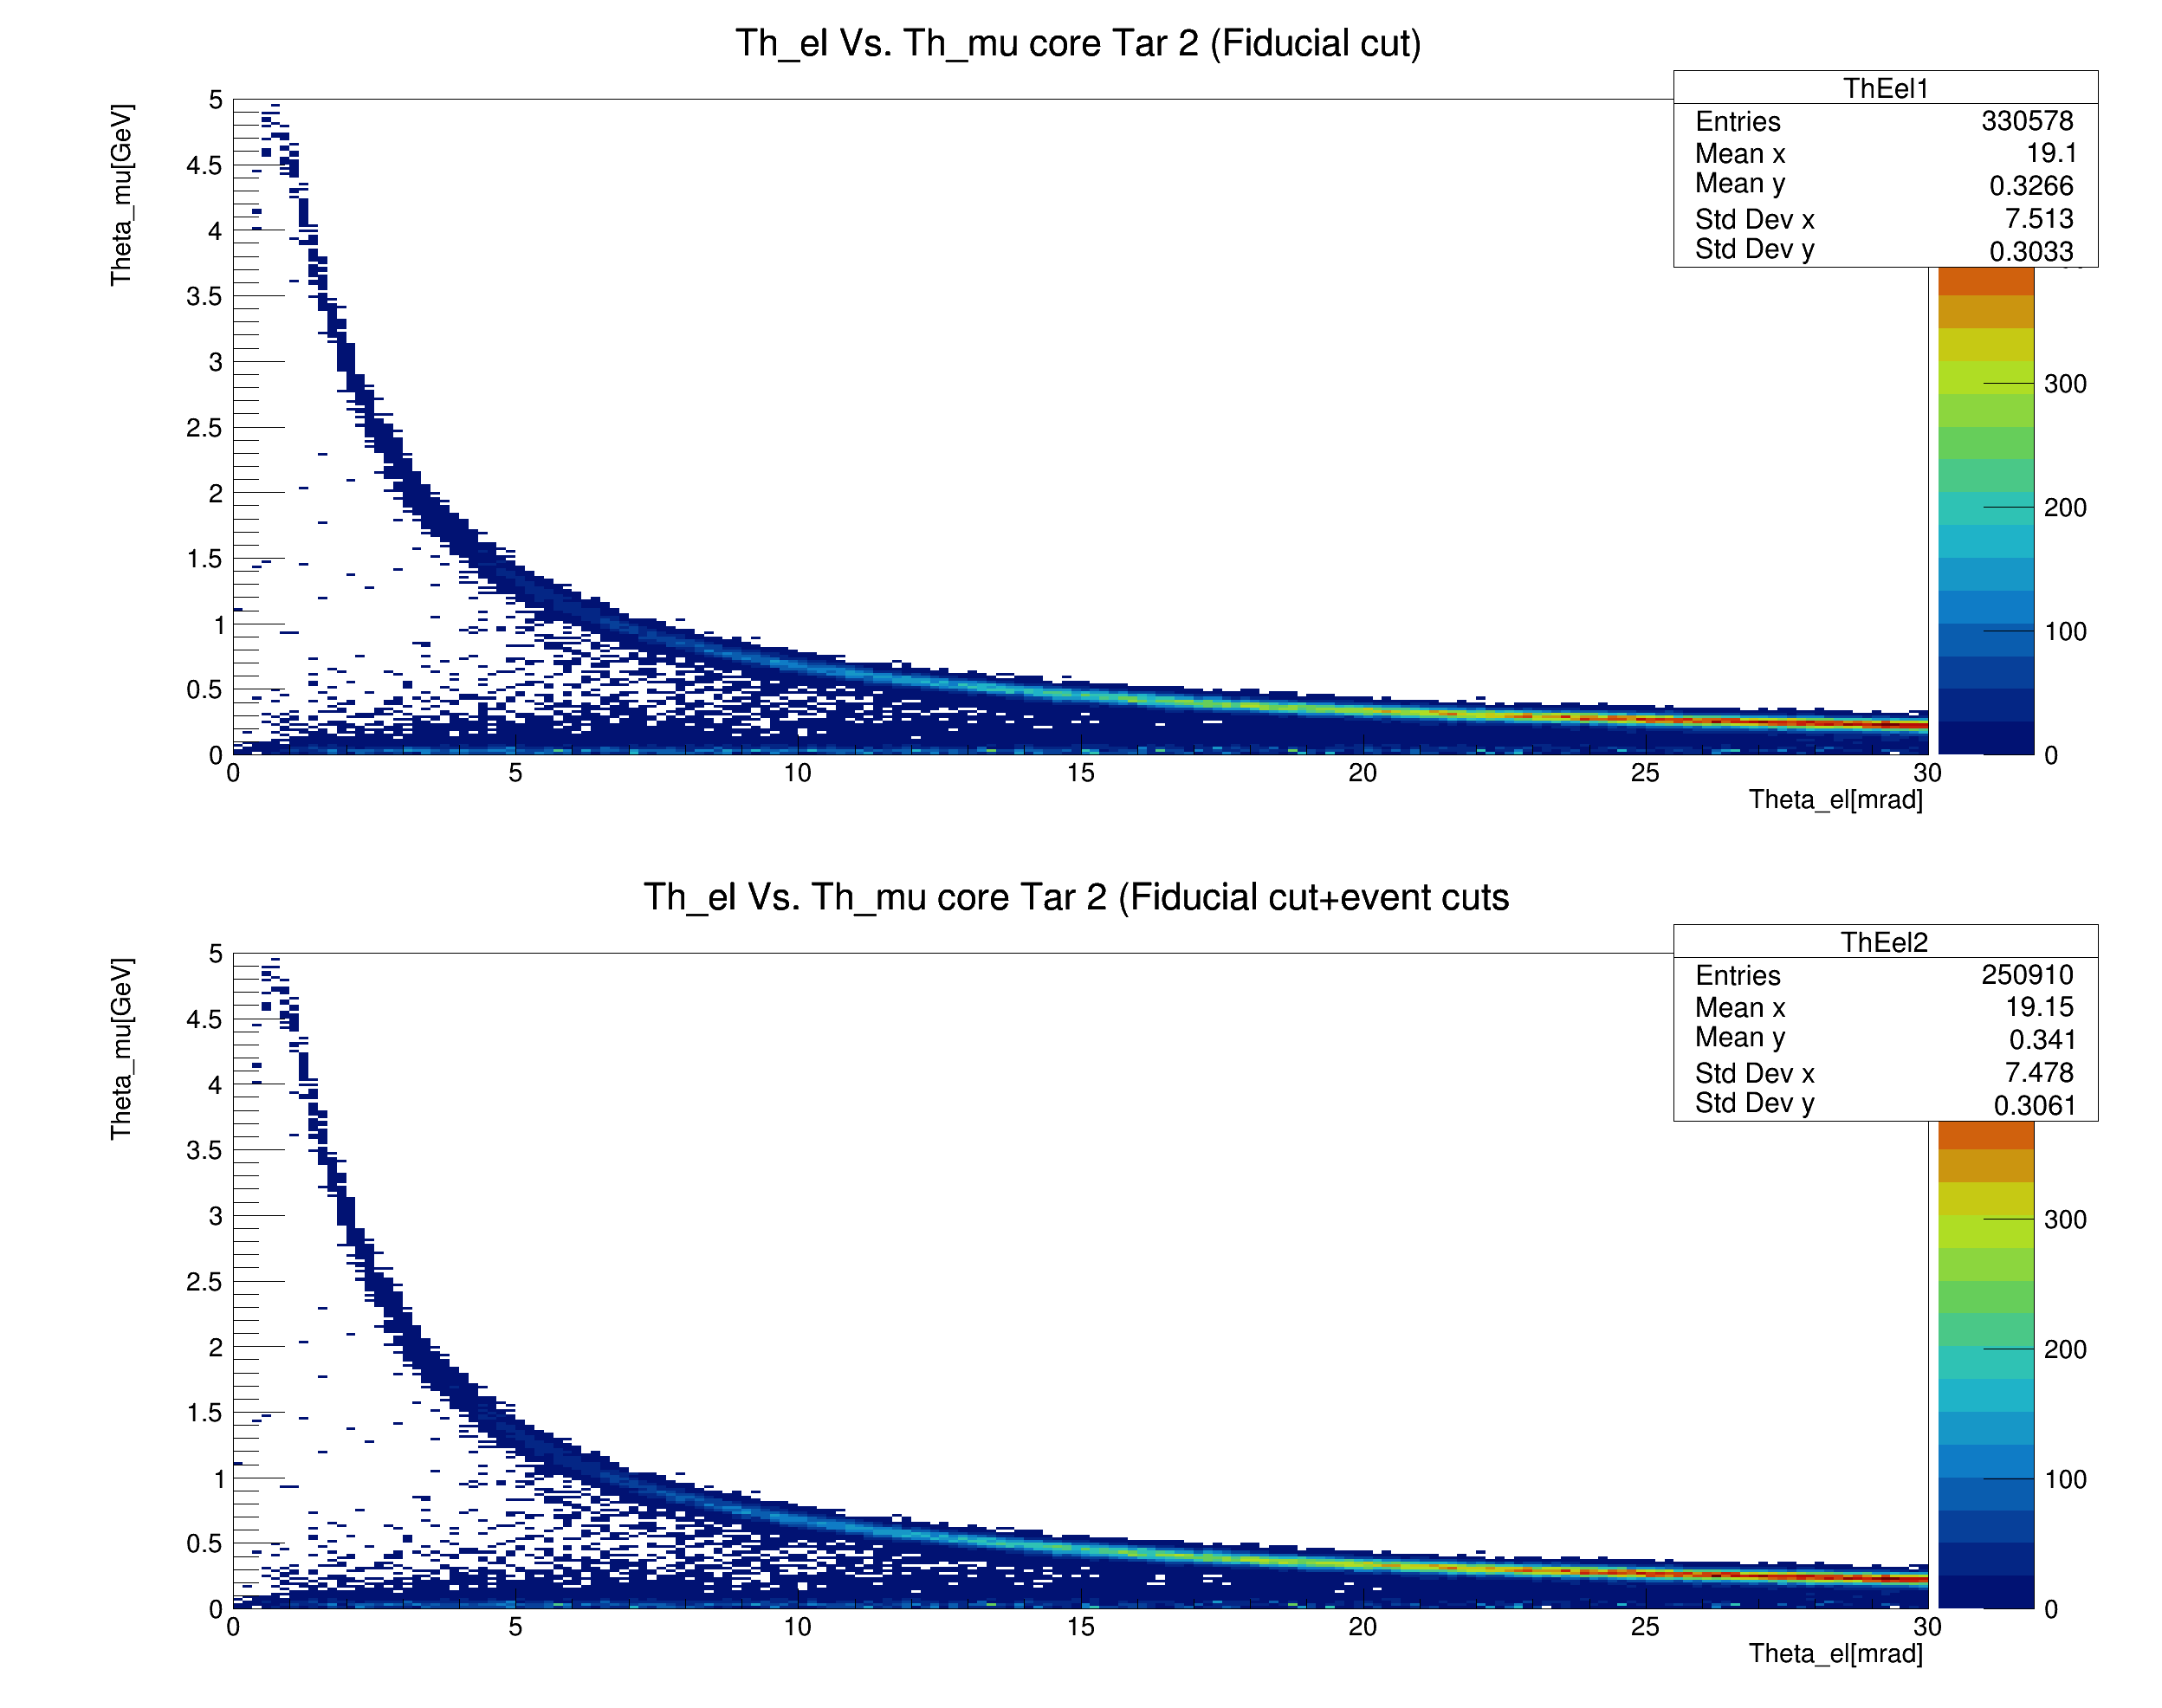 Th_el Vs. Th_mu core Tar 2 (Fiducial cut)
ThEel1
Entries 330578
Mean x 19.1
Mean y 0.3266
Std Dev x 7.513
Std Dev y 0.3033
Theta_mu[GeV]
5
4.5
4
3.5
3
2.5
2
1.5
1
0.5
0
0 5 10 15 20 25 30
Theta_el[mrad]
300
200
100
0
Th_el Vs. Th_mu core Tar 2 (Fiducial cut+event cuts
ThEel2
Entries 250910
Mean x 19.15
Mean y 0.341
Std Dev x 7.478
Std Dev y 0.3061
Theta_mu[GeV]
5
4.5
4
3.5
3
2.5
2
1.5
1
0.5
0
0 5 10 15 20 25 30
Theta_el[mrad]
300
200
100
0